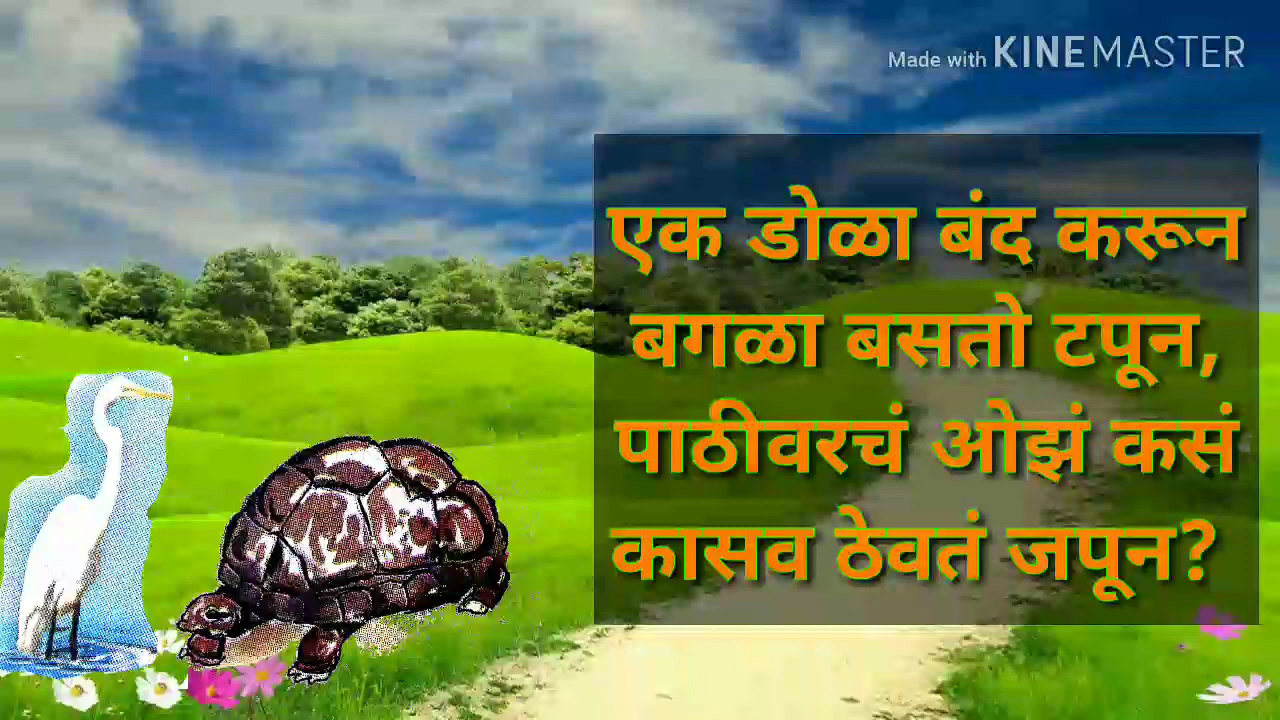 Made with KINEMASTER
एक डोळा बंद करून
बगळा बसतो टपून,
पाठीवरचं ओझं कसं
कासव ठेवतं जपून?